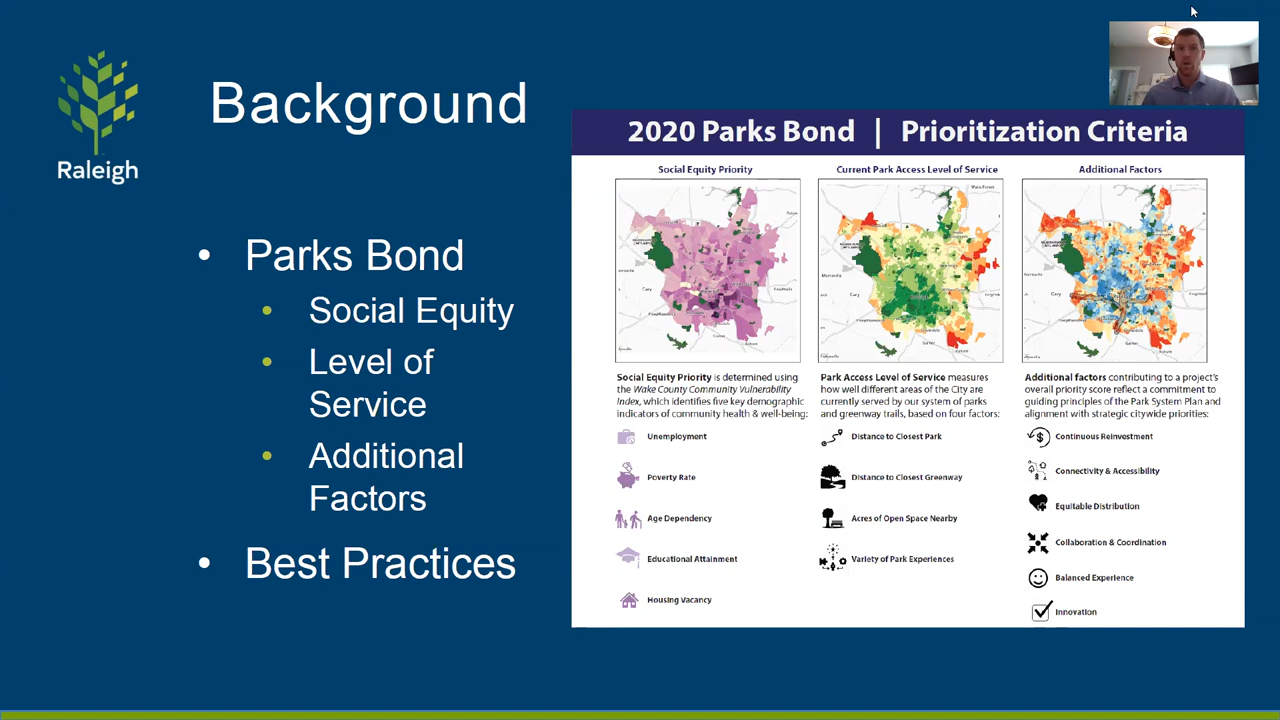 Raleigh
Background
• Parks Bond
• Social Equity
• Level of
Service
• Additional
Factors
• Best Practices
2020 Parks Bond | Prioritization Criteria
Social Equity Priority
Social Equity Priority is determined using
the Wake County Community Vulnerability
Index, which identifies five key demographic
indicators of community health & well-being:
Unemployment
Poverty Rate
Age Dependency
Educational Attainment
Housing Vacancy
Current Park Access Level of Service
Park Access Level of Service measures
how well different areas of the City are
currently served by our system of parks
and greenway trails, based on four factors:
Distance to Closest Park
Distance to Closest Greenway
Acres of Open Space Nearby
Variety of Park Experiences
Additional Factors
Additional factors contributing to a project's
overall priority score reflect a commitment to
guiding principles of the Park System Plan and
alignment with strategic citywide priorities:
Continuous Reinvestment
Connectivity & Accessibility
Equitable Distribution
Collaboration & Coordination
Balanced Experience
Innovation